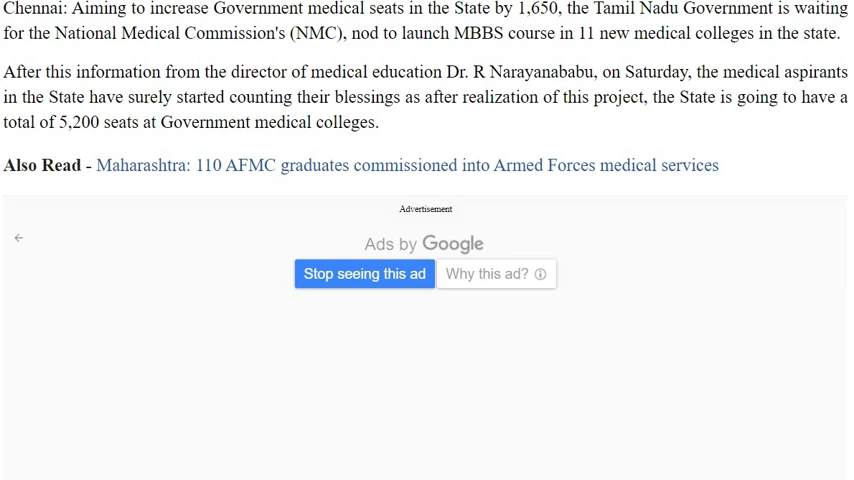 Chennai: Aiming to increase Government medical seats in the State by 1,650, the Tamil Nadu Government is waiting
for the National Medical Commission's (NMC), nod to launch MBBS course in 11 new medical colleges in the state.
After this information from the director of medical education Dr. R Narayanababu, on Saturday, the medical aspirants
in the State have surely started counting their blessings as after realization of this project, the State is going to have a
total of 5,200 seats at Government medical colleges.
Also Read - Maharashtra: 110 AFMC graduates commissioned into Armed Forces medical services
Advertisement
Ads by Google
Stop seeing this ad Why this ad?